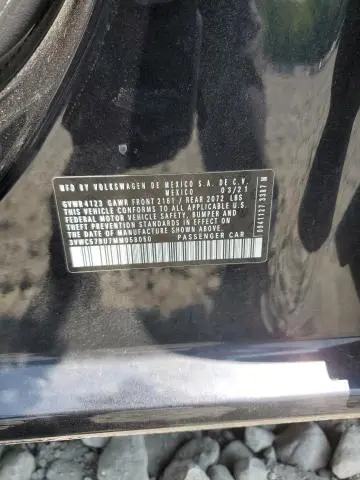 MFD BY VOLKSWAGEN DE MEXICO S.A. DE C.V.
MEXICO 03/21
GVWR4123 GAWR FRONT 2161 / REAR 2072 LBS
THIS VEHICLE CONFORMS TO ALL APPLICABLE U.S.
FEDERAL MOTOR VEHICLE SAFETY, BUMPER AND
THEFT PREVENTION STANDARDS IN EFFECT ON THE
DATE OF MANUFACTURE SHOWN ABOVE.
3VWC57BU7MM058050 PASSENGER CAR